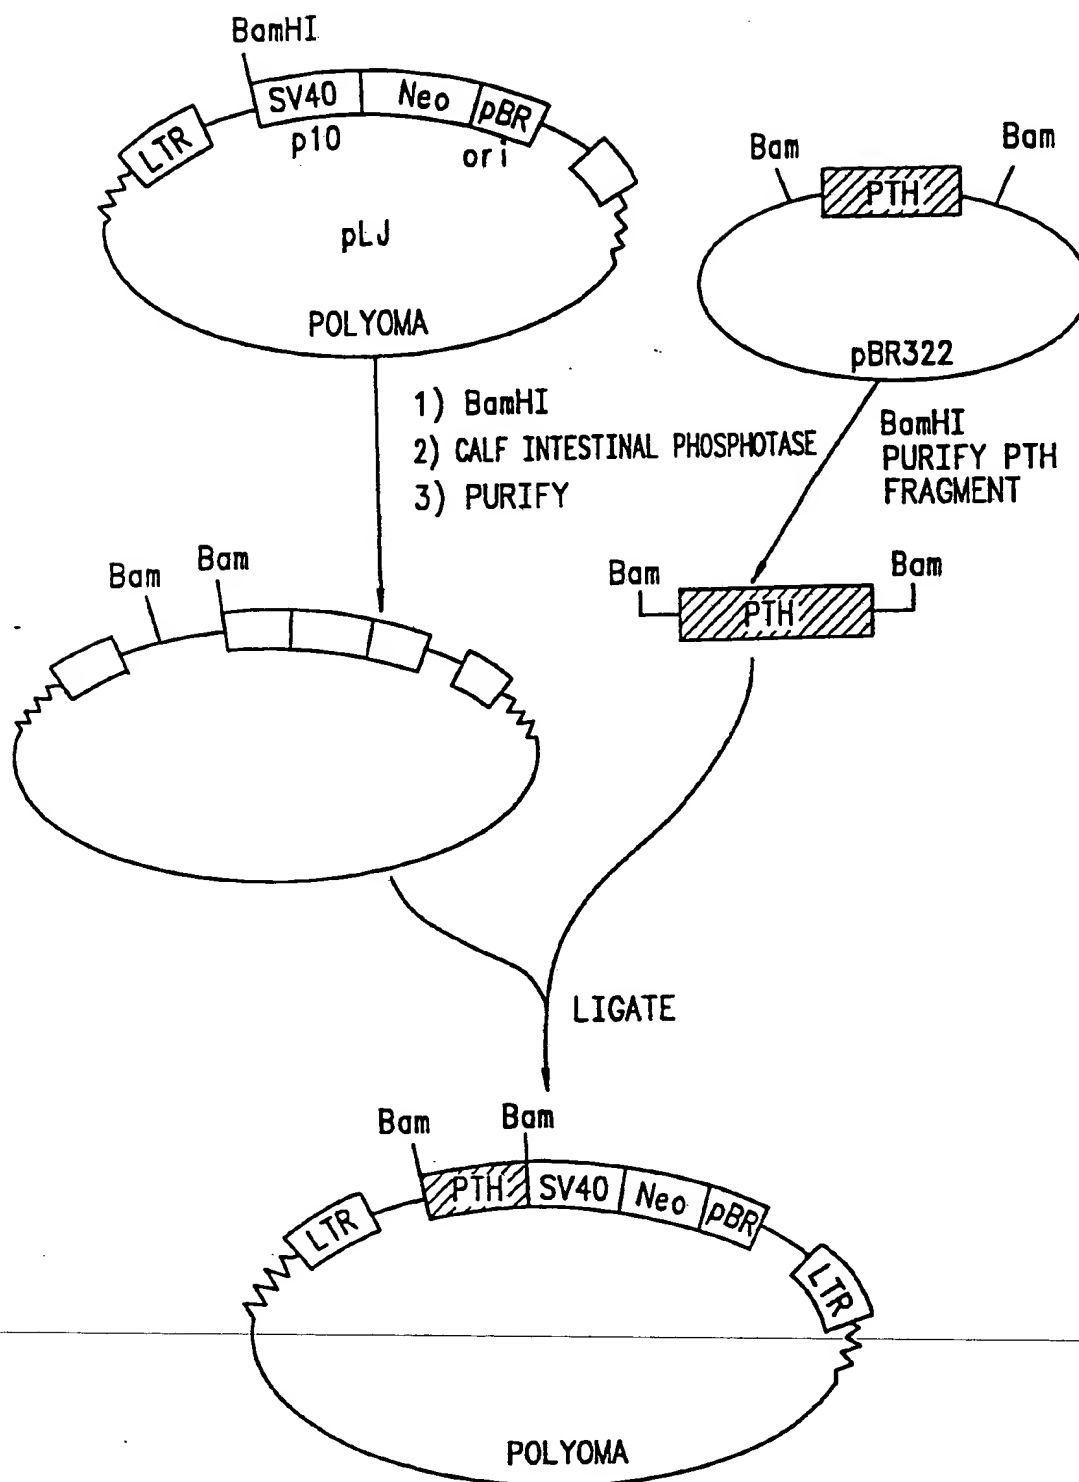 BamHI
SV40
Neo
pBR
LTR
p10
ori
pLJ
POLYOMA
Bam
Bam
PTH
pBR322
1) BamHI
2) CALF INTESTINAL PHOSPHOTASE
3) PURIFY
BamHI
PURIFY PTH
FRAGMENT
Bam
Bam
Bam
Bam
PTH
LIGATE
Bam
Bam
PTH
SV40
Neo
pBR
LTR
LTR
POLYOMA